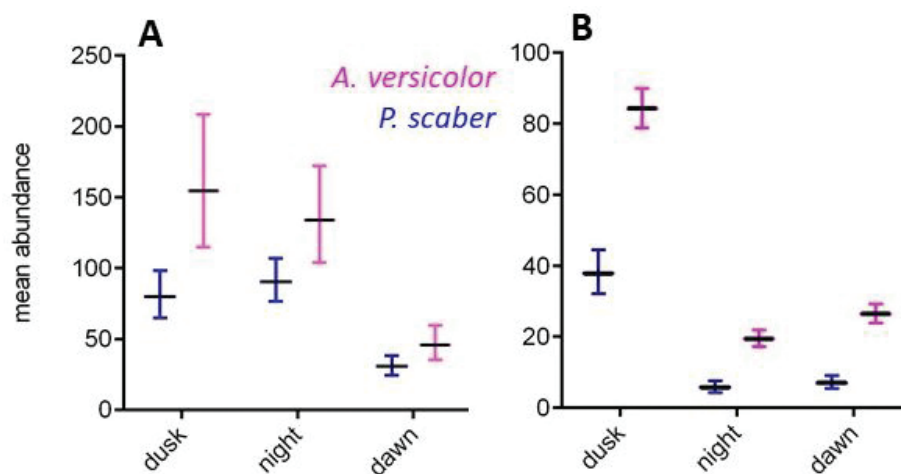 A
B
A. versicolor
P. scaber
mean abundance
250
200
150
100
50
0
dusk
night
dawn
100
80
60
40
20
0
dusk
night
dawn